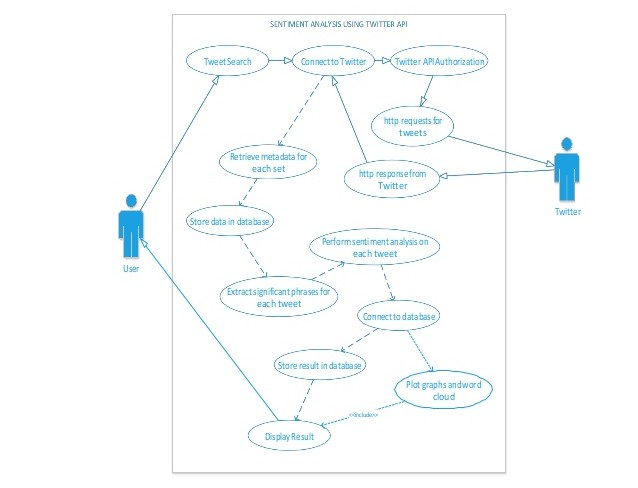 SENTIMENT ANALYSIS USING TWITTER API
Tweet Search
Connect to Twitter
Twitter API Authorization
http requests for
tweets
Retrieve metadata for
each set
http response from
Twitter
Twitter
Store data in database
User
Perform sentiment analysis on
each tweet
Extract significant phrases for
each tweet
Connect to database
Store result in database
Plot graphs and word
cloud
<<include>>
Display Result